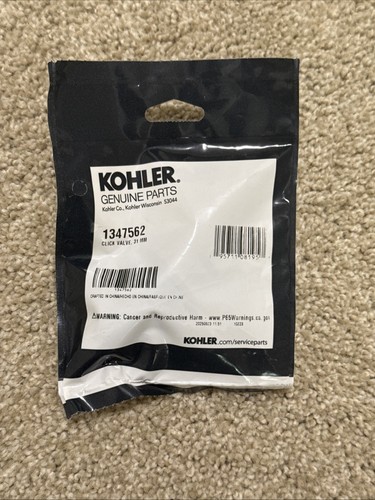 KOHLER®
GENUINE PARTS
Kohler Co., Kohler Wisconsin 53044
1347562
CLICK VALVE, 21 MM
1347562
⚠WARNING: Cancer and Reproductive Harm - www.P65Warnings.ca.gov
KOHLER.com/serviceparts